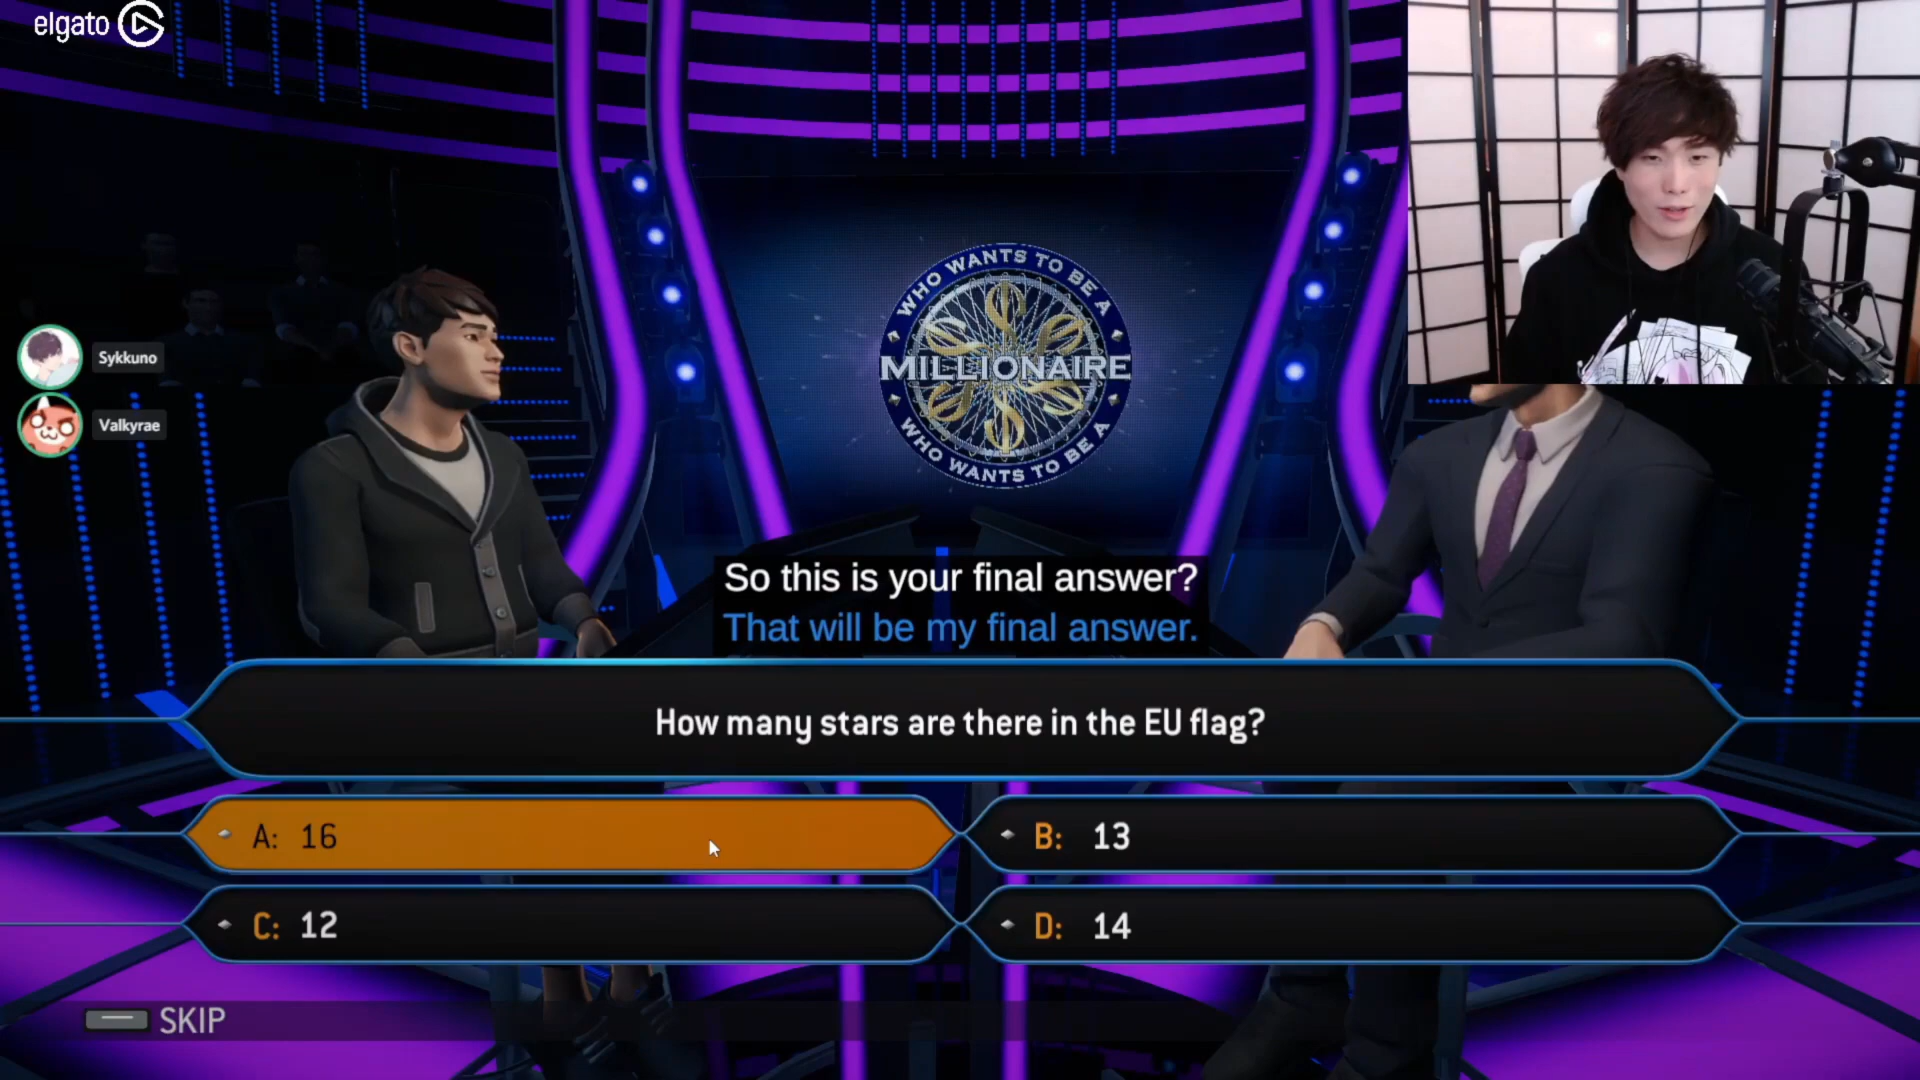 elgato
WHO WANTS TO BE A
MILLIONAIRE
WHO WANTS TO BE A
Sykkuno
Valkyrae
So this is your final answer?
That will be my final answer.
How many stars are there in the EU flag?
A: 16
B: 13
C: 12
D: 14
SKIP